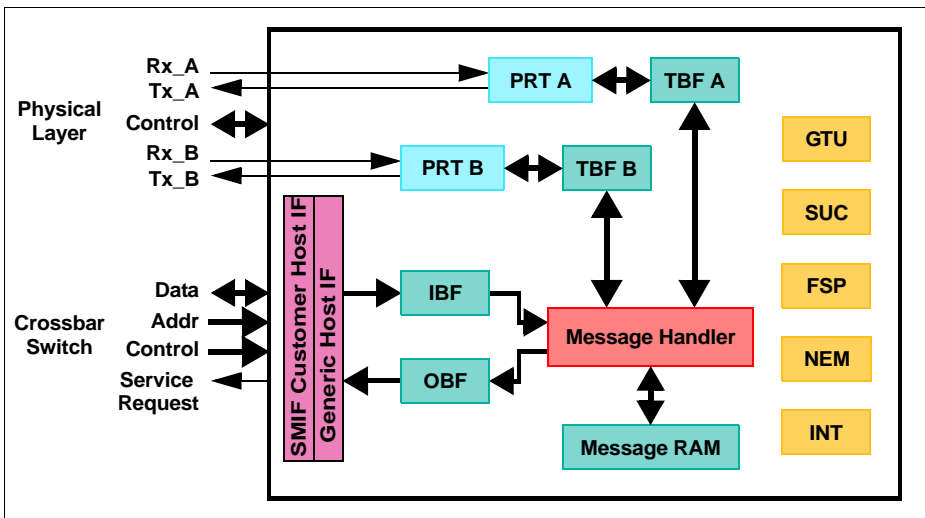 Rx_A
Tx_A
Physical
Layer
Control
Rx_B
Tx_B
PRT A
TBF A
PRT B
TBF B
GTU
SUC
FSP
NEM
INT
SMIF Customer Host IF
Generic Host IF
Data
Addr
Crossbar
Switch
Control
Service
Request
IBF
OBF
Message Handler
Message RAM